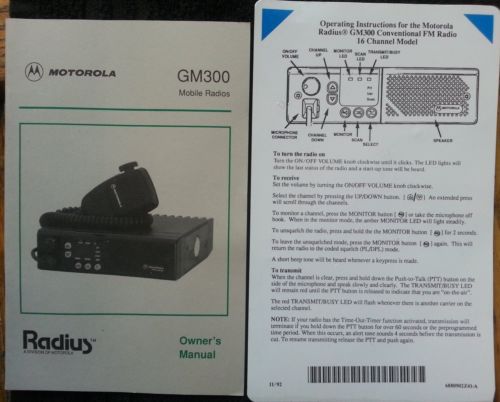 MOTOROLA
GM300
Mobile Radios
Radius™
A DIVISION OF MOTOROLA
Owner's
Manual
Operating Instructions for the Motorola
Radius® GM300 Conventional FM Radio
16 Channel Model
ON/OFF VOLUME
CHANNEL UP
MONITOR LED
SCAN LED
TRANSMIT/BUSY LED
MOTOROLA
MICROPHONE CONNECTOR
CHANNEL DOWN
MONITOR
SCAN
SELECT
SPEAKER
To turn the radio on
Turn the ON/OFF VOLUME knob clockwise until it clicks. The LED lights will
show the last status of the radio and a start-up tone will be heard.
To receive
Set the volume by turning the ON/OFF VOLUME knob clockwise.
Select the channel by pressing the UP/DOWN button. [ / ] An extended press
will scroll through the channels.
To monitor a channel, press the MONITOR button [ ] or take the microphone off
hook. When in the monitor mode, the amber MONITOR LED will light steadily.
To unsquelch the radio, press and hold the the MONITOR button [ ] for 2 seconds.
To leave the unsquelched mode, press the MONITOR button [ ] again. This will
return the radio to the coded squelch (PL/DPL) mode.
A short beep tone will be heard whenever a keypress is made.
To transmit
When the channel is clear, press and hold down the Push-to-Talk (PTT) button on the
side of the microphone and speak slowly and clearly. The TRANSMIT/BUSY LED
will remain red until the PTT button is released to indicate that you are "on-the-air".
The red TRANSMIT/BUSY LED will flash whenever there is another carrier on the
selected channel.
NOTE: If your radio has the Time-Out-Timer function activated, transmission will
terminate if you hold down the PTT button for over 60 seconds or the preprogrammed
time period. When this occurs, an alert tone sounds 4 seconds before the transmission is
cut. To resume transmitting release the PTT and push again.
11/92
6880902Z41-A